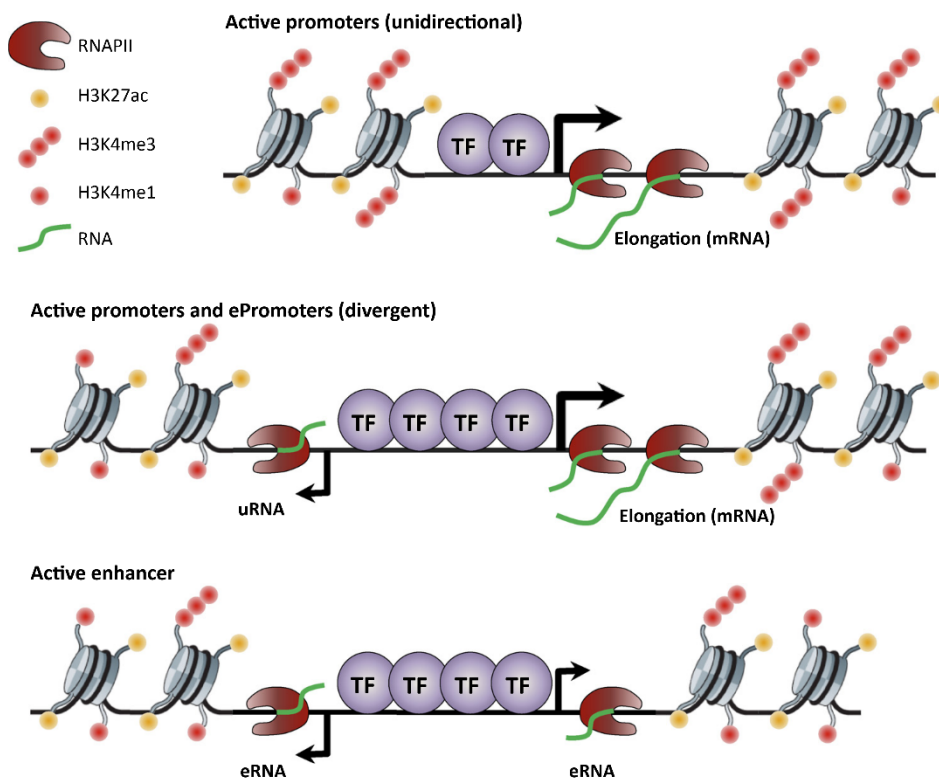 Active promoters (unidirectional)
RNAPII
H3K27ac
H3K4me3
H3K4me1
RNA
TF TF
Elongation (mRNA)
Active promoters and ePromoters (divergent)
TF TF TF TF
uRNA
Elongation (mRNA)
Active enhancer
TF TF TF TF
eRNA eRNA